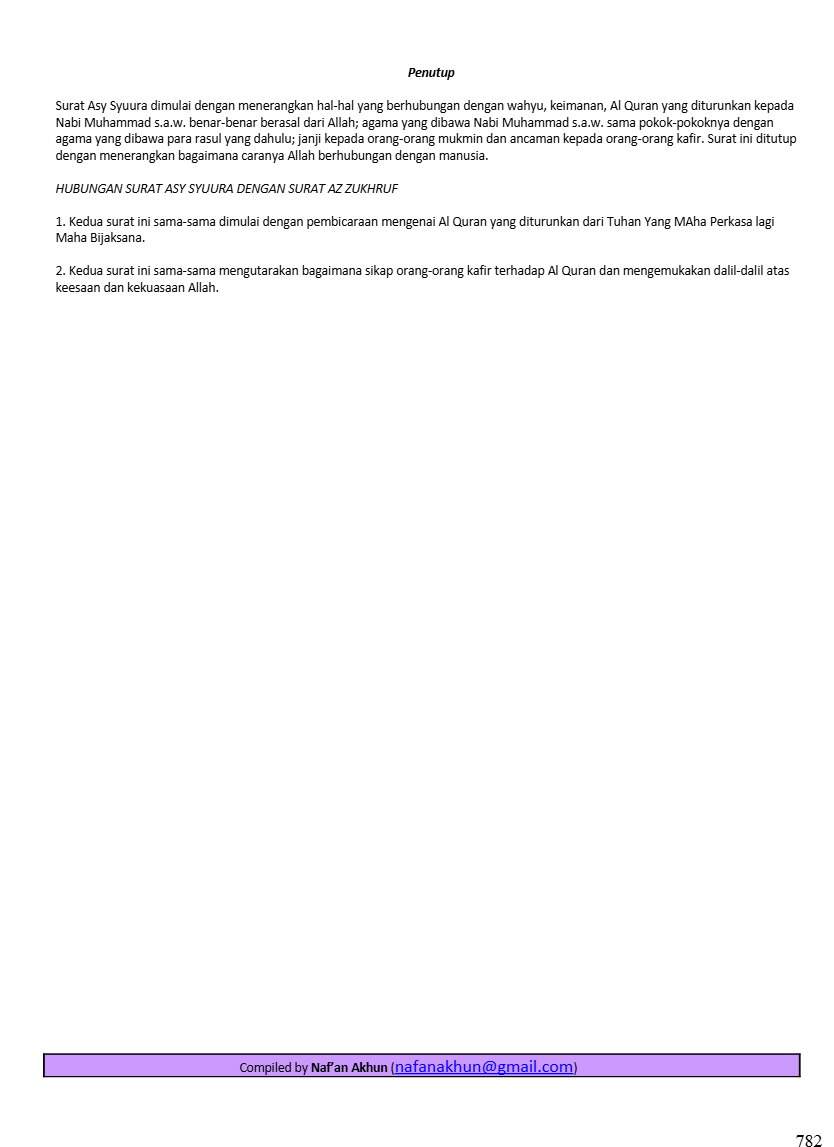 Penutup
Surat Asy Syuura dimulai dengan menerangkan hal-hal yang berhubungan dengan wahyu, keimanan, Al Quran yang diturunkan kepada
Nabi Muhammad s.a.w. benar-benar berasal dari Allah; agama yang dibawa Nabi Muhammad s.a.w. sama pokok-pokoknya dengan
agama yang dibawa para rasul yang dahulu; janji kepada orang-orang mukmin dan ancaman kepada orang-orang kafir. Surat ini ditutup
dengan menerangkan bagaimana caranya Allah berhubungan dengan manusia.
HUBUNGAN SURAT ASY SYUURA DENGAN SURAT AZ ZUKHRUF
1. Kedua surat ini sama-sama dimulai dengan pembicaraan mengenai Al Quran yang diturunkan dari Tuhan Yang MAha Perkasa lagi
Maha Bijaksana.
2. Kedua surat ini sama-sama mengutarakan bagaimana sikap orang-orang kafir terhadap Al Quran dan mengemukakan dalil-dalil atas
keesaan dan kekuasaan Allah.
Compiled by Naf’an Akhun (nafanakhun@gmail.com)
782